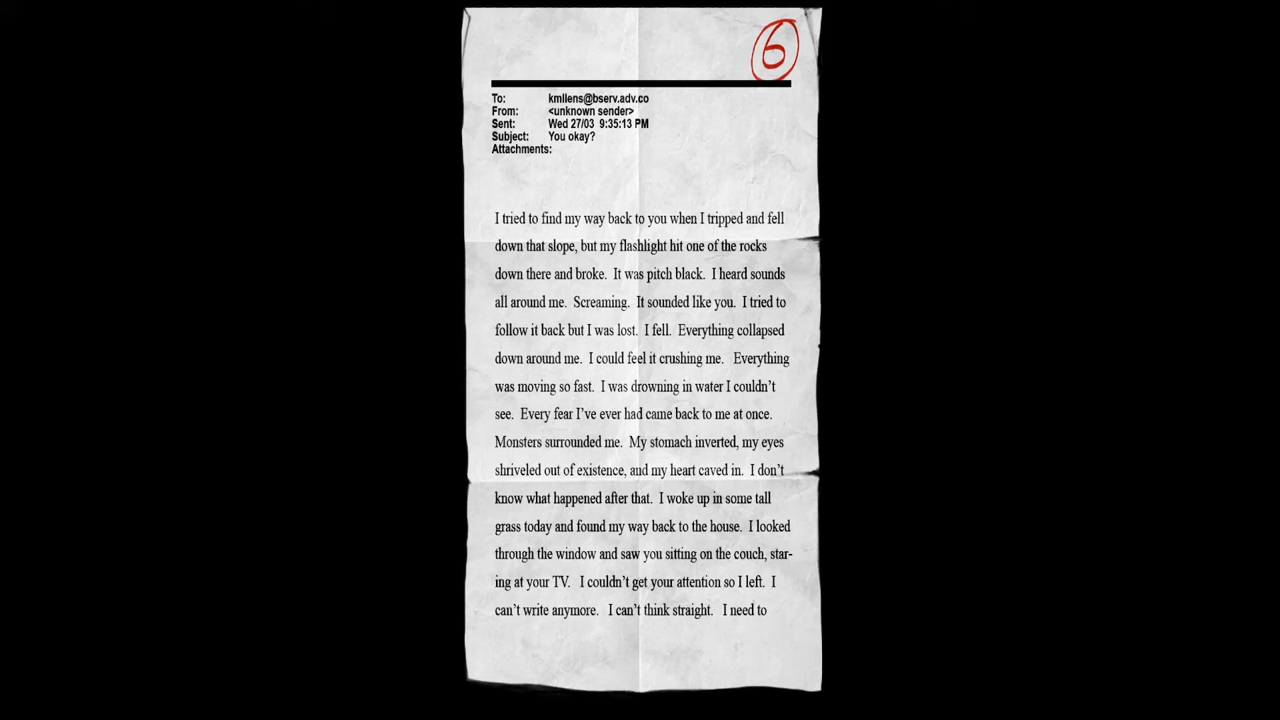 6
To: kmllens@bserv.adv.co
From: <unknown sender>
Sent: Wed 27/03 9:35:13 PM
Subject: You okay?
Attachments:
I tried to find my way back to you when I tripped and fell
down that slope, but my flashlight hit one of the rocks
down there and broke. It was pitch black. I heard sounds
all around me. Screaming. It sounded like you. I tried to
follow it back but I was lost. I fell. Everything collapsed
down around me. I could feel it crushing me. Everything
was moving so fast. I was drowning in water I couldn't
see. Every fear I've ever had came back to me at once.
Monsters surrounded me. My stomach inverted, my eyes
shriveled out of existence, and my heart caved in. I don't
know what happened after that. I woke up in some tall
grass today and found my way back to the house. I looked
through the window and saw you sitting on the couch, star-
ing at your TV. I couldn't get your attention so I left. I
can't write anymore. I can't think straight. I need to